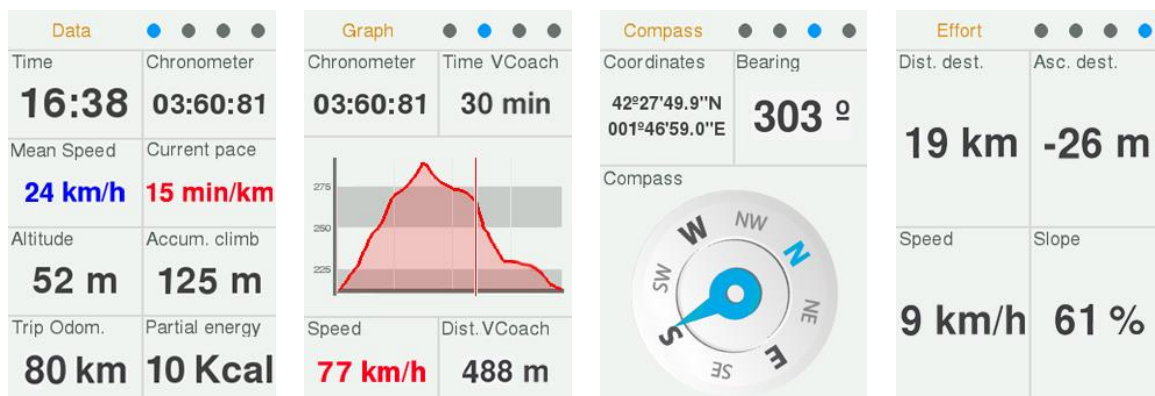 Data
Time
Chronometer
16:38
03:60:81
Mean Speed
Current pace
24 km/h
15 min/km
Altitude
Accum. climb
52 m
125 m
Trip Odom.
Partial energy
80 km
10 Kcal
Graph
Chronometer
Time VCoach
03:60:81
30 min
275
250
225
Speed
Dist. VCoach
77 km/h
488 m
Compass
Coordinates
Bearing
42º27'49.9"N
001º46'59.0"E
303 º
Compass
W
NW
N
SW
NE
S
E
SE
Effort
Dist. dest.
Asc. dest.
19 km
-26 m
Speed
Slope
9 km/h
61 %